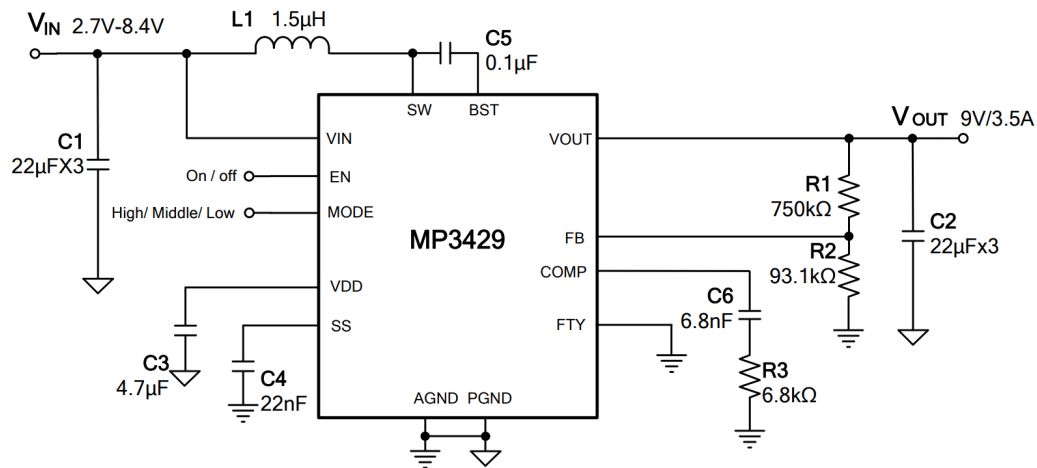 VIN 2.7V-8.4V
L1 1.5μH
C5
0.1μF
SW
BST
C1
22μFX3
VIN
VOUT
VOUT 9V/3.5A
On / off
EN
High/ Middle/ Low
MODE
MP3429
R1
750kΩ
FB
C2
22μFx3
R2
93.1kΩ
COMP
VDD
C6
6.8nF
SS
FTY
C3
4.7μF
C4
22nF
R3
6.8kΩ
AGND
PGND